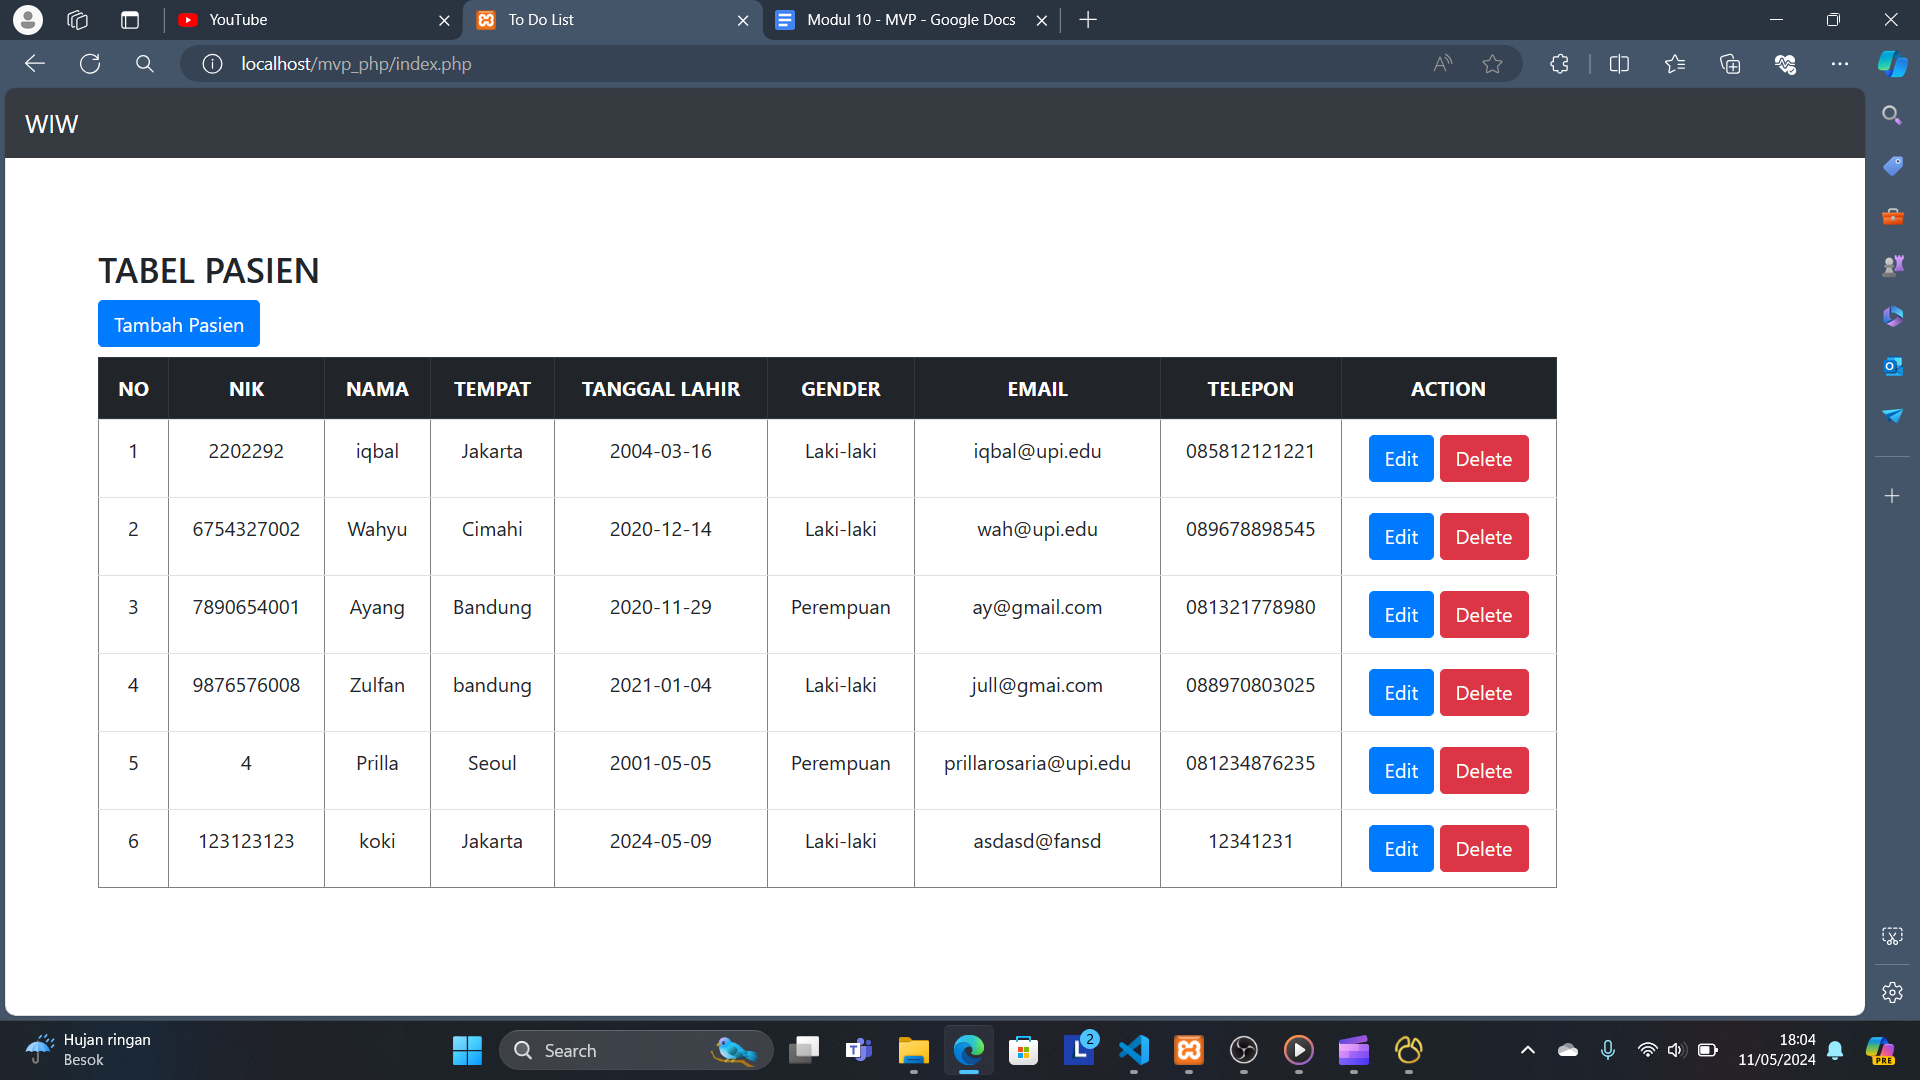 YouTube
To Do List
Modul 10 - MVP - Google Docs
localhost/mvp_php/index.php
WIW
TABEL PASIEN
Tambah Pasien
NO NIK NAMA TEMPAT TANGGAL LAHIR GENDER EMAIL TELEPON ACTION
1 2202292 iqbal Jakarta 2004-03-16 Laki-laki iqbal@upi.edu 085812121221 Edit Delete
2 6754327002 Wahyu Cimahi 2020-12-14 Laki-laki wah@upi.edu 089678898545 Edit Delete
3 7890654001 Ayang Bandung 2020-11-29 Perempuan ay@gmail.com 081321778980 Edit Delete
4 9876576008 Zulfan bandung 2021-01-04 Laki-laki jull@gmai.com 088970803025 Edit Delete
5 4 Prilla Seoul 2001-05-05 Perempuan prillarosaria@upi.edu 081234876235 Edit Delete
6 123123123 koki Jakarta 2024-05-09 Laki-laki asdasd@fansd 12341231 Edit Delete
Hujan ringan
Besok
Search
2
18:04
11/05/2024
PRE